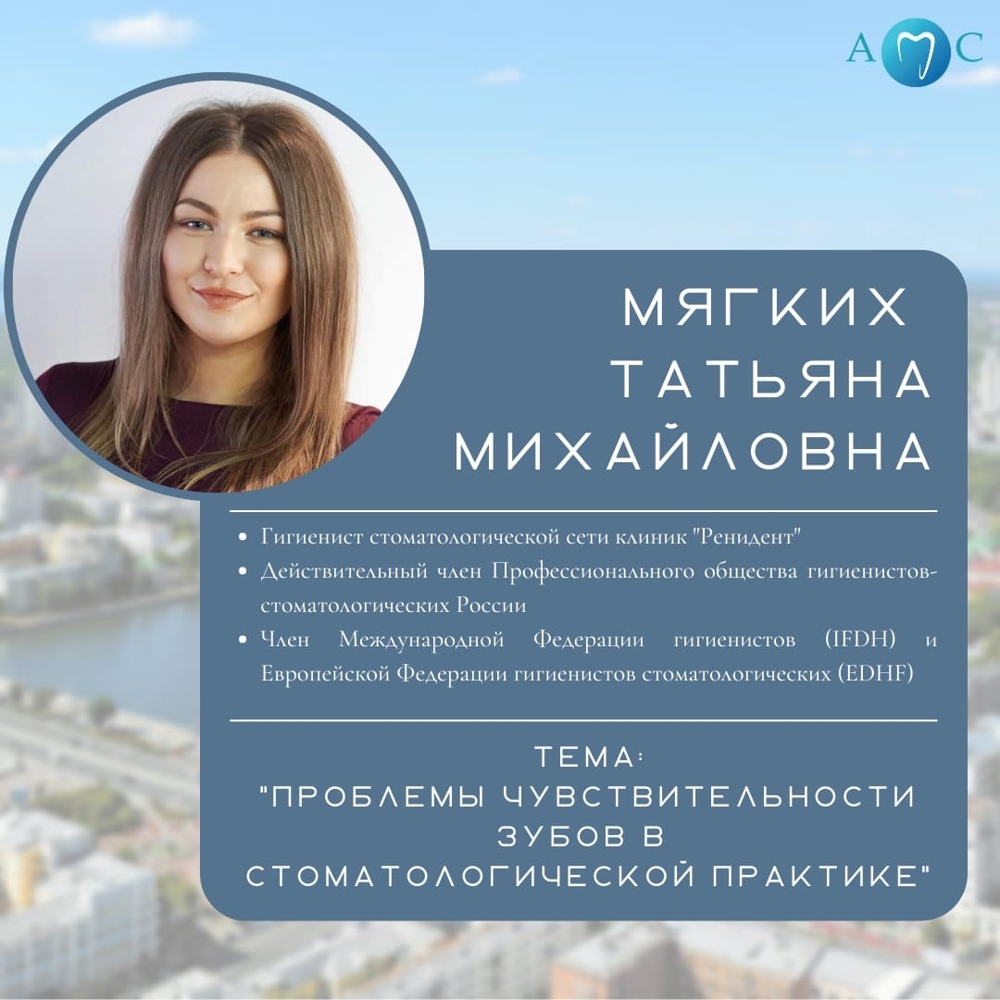 А С
МЯГКИХ
ТАТЬЯНА
МИХАЙЛОВНА
• Гигиенист стоматологической сети клиник "Ренидент"
• Действительный член Профессионального общества гигиенистов-
стоматологических России
• Член Международной Федерации гигиенистов (IFDH) и
Европейской Федерации гигиенистов стоматологических (EDHF)
ТЕМА:
"ПРОБЛЕМЫ ЧУВСТВИТЕЛЬНОСТИ
ЗУБОВ В
СТОМАТОЛОГИЧЕСКОЙ ПРАКТИКЕ"